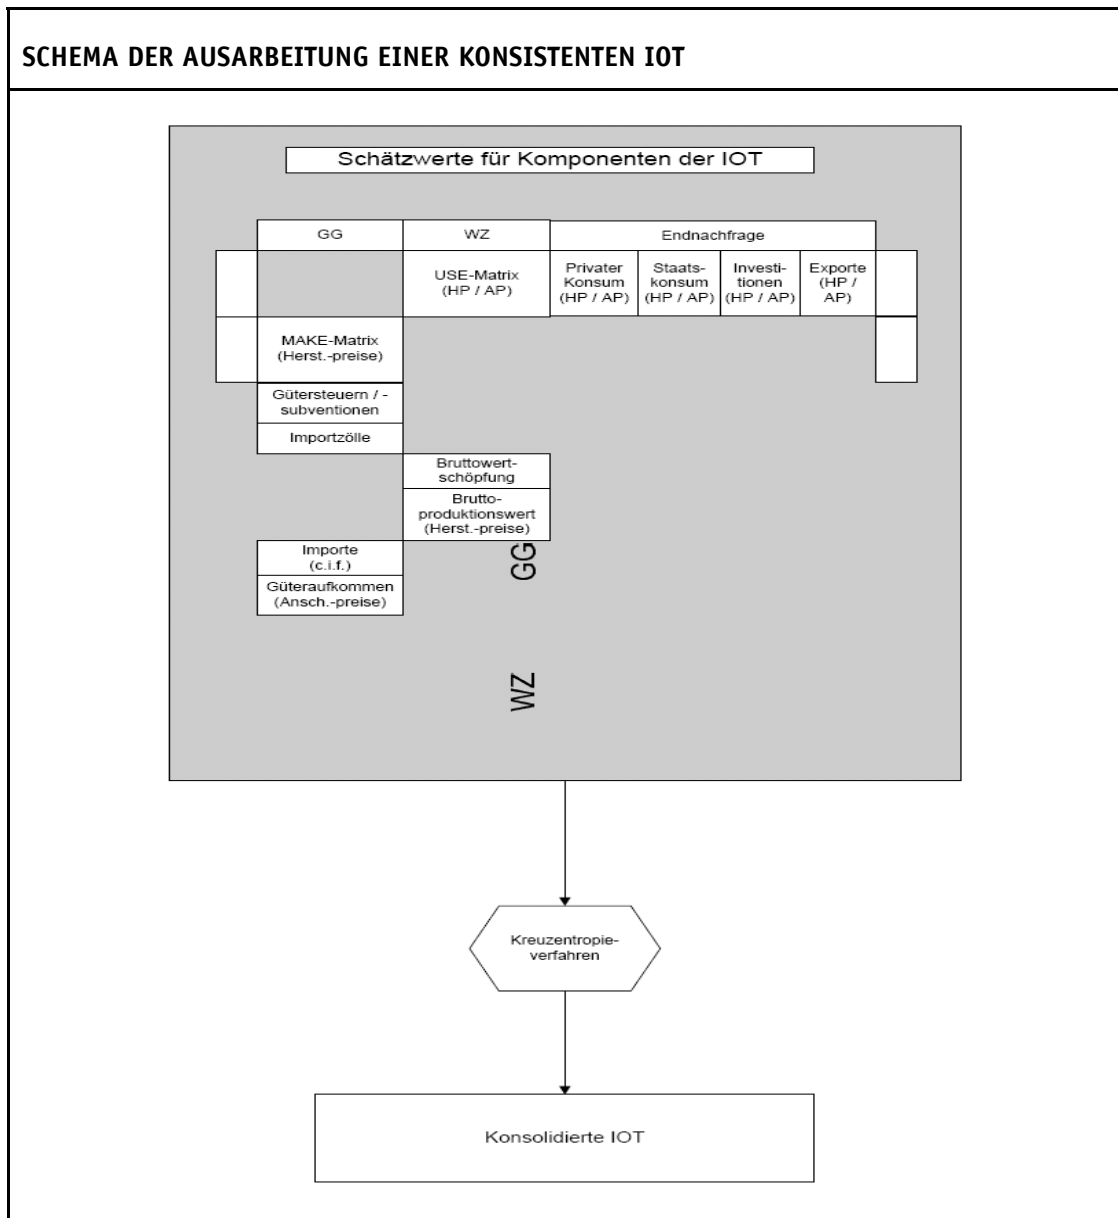 SCHEMA DER AUSARBEITUNG EINER KONSISTENTEN IOT
Schätzwerte für Komponenten der IOT
GG
WZ
Endnachfrage
USE-Matrix
(HP / AP)
Privater
Konsum
(HP / AP)
Staats-
konsum
(HP / AP)
Investi-
tionen
(HP / AP)
Exporte
(HP /
AP)
MAKE-Matrix
(Herst.-preise)
Gütersteuern / -
subventionen
Importzölle
Bruttowert-
schöpfung
Brutto-
produktionswert
(Herst.-preise)
Importe
(c.i.f.)
Güteraufkommen
(Ansch.-preise)
GG
WZ
Kreuzentropie-
verfahren
Konsolidierte IOT